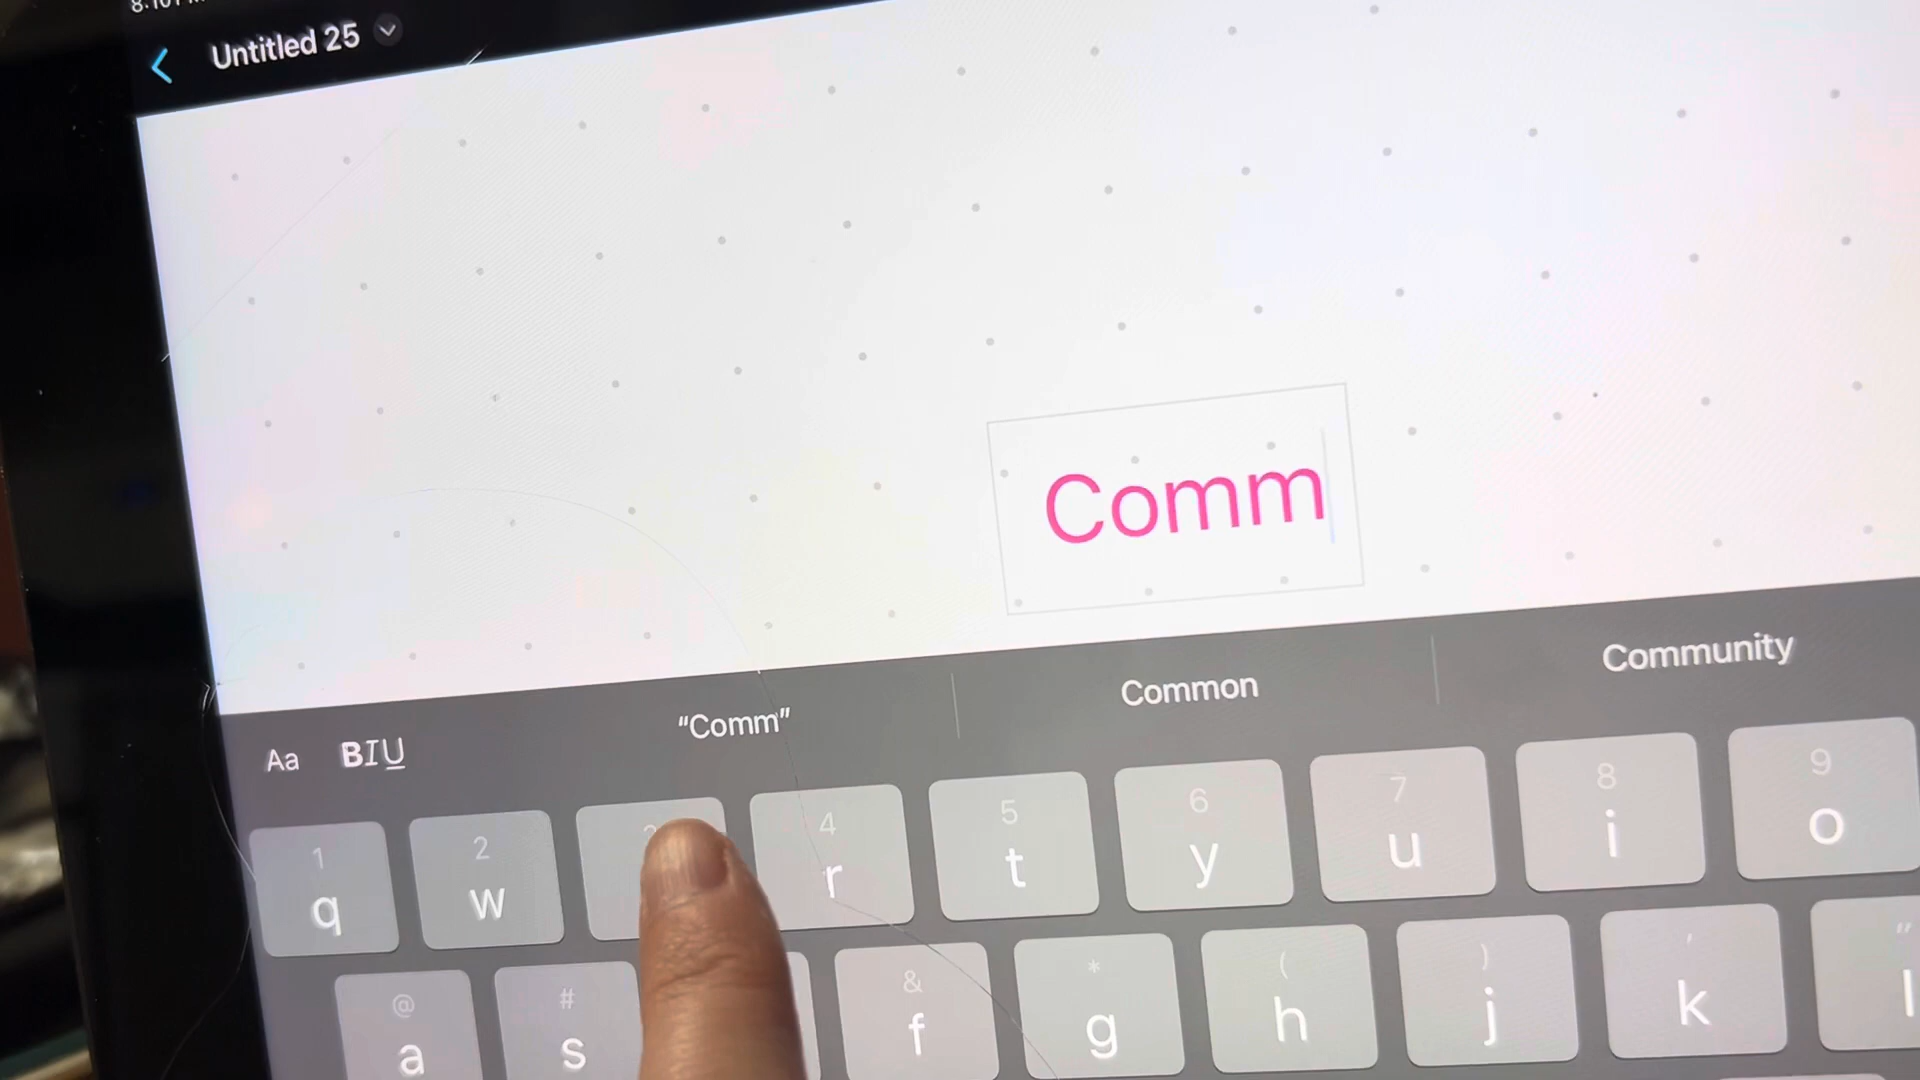 Untitled 25
Comm
"Comm"
Common
Community
Aa BIU
1 2 4 5 6 7 8 9
q w r t y u i o
@ # & * ( ) ' "
a s f g h j k l